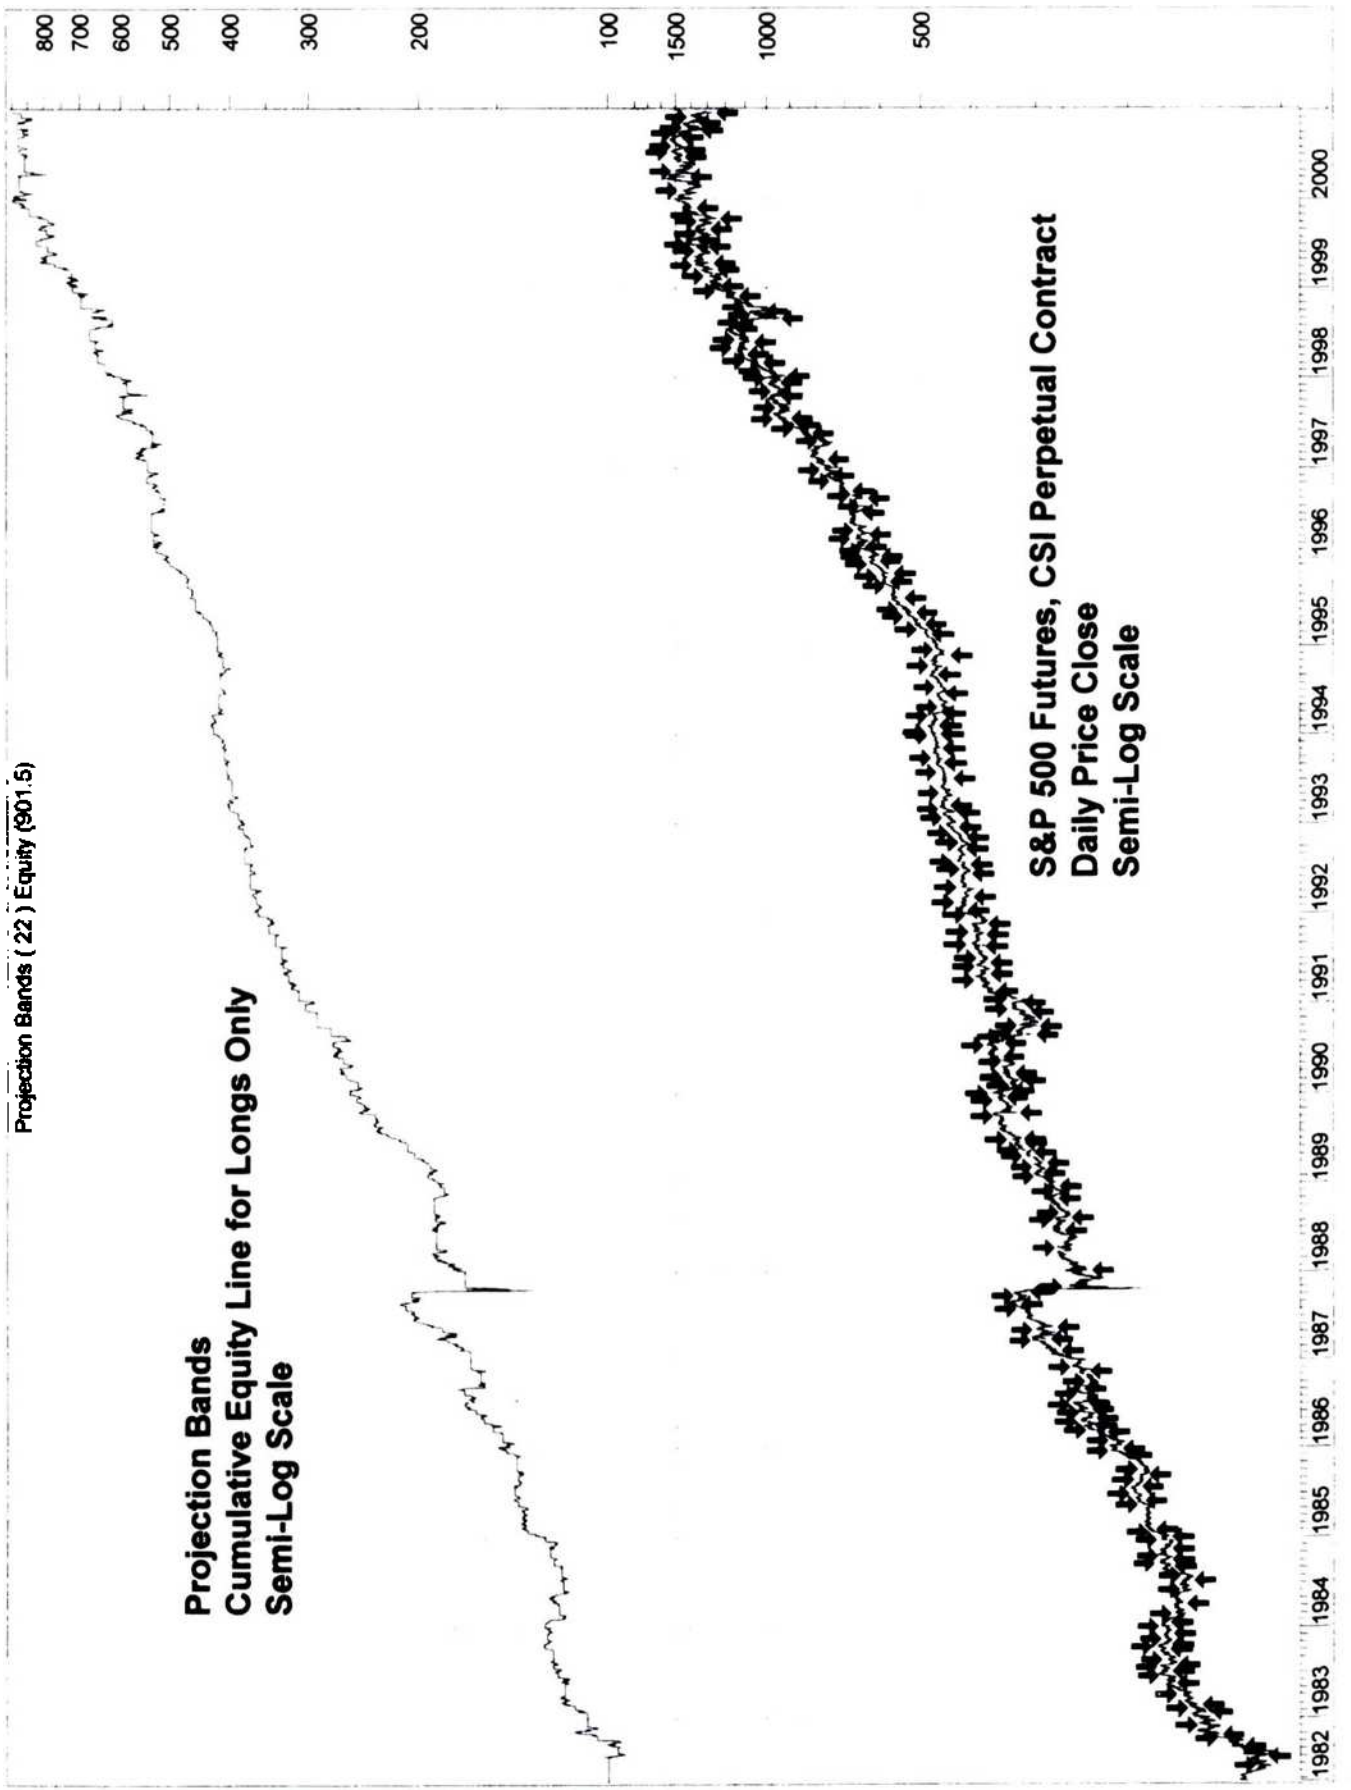 Projection Bands ( 22 ) Equity (901.5)
800
700
600
500
400
300
200
100
Projection Bands
Cumulative Equity Line for Longs Only
Semi-Log Scale
1500
1000
500
S&P 500 Futures, CSI Perpetual Contract
Daily Price Close
Semi-Log Scale
1982 1983 1984 1985 1986 1987 1988 1989 1990 1991 1992 1993 1994 1995 1996 1997 1998 1999 2000